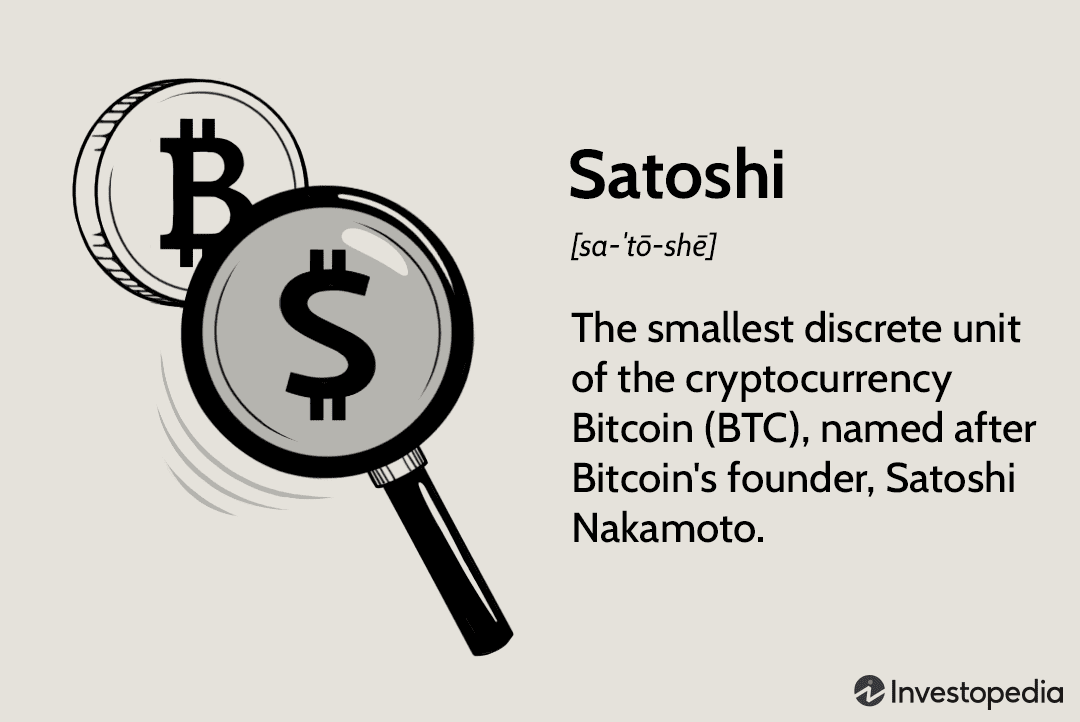 Satoshi
[sa-ˈtō-shē]
The smallest discrete unit
of the cryptocurrency
Bitcoin (BTC), named after
Bitcoin's founder, Satoshi
Nakamoto.
Investopedia